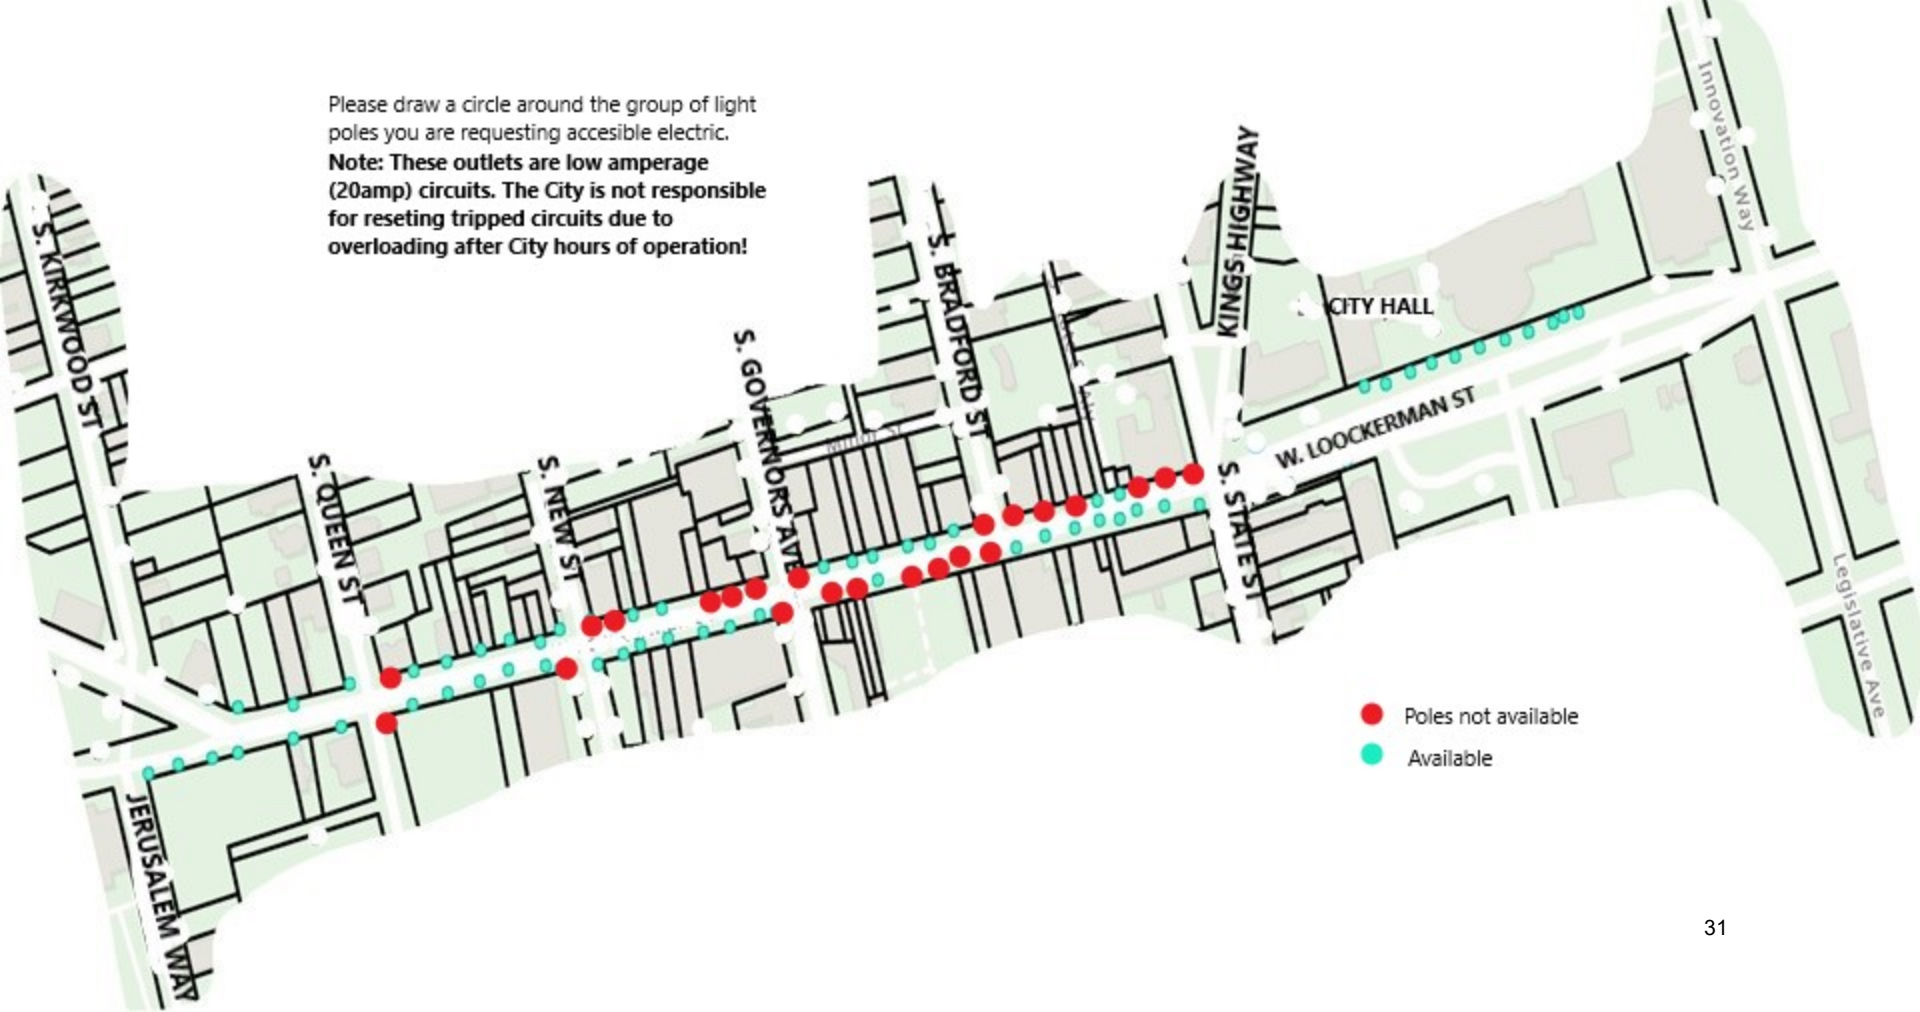 Please draw a circle around the group of light
poles you are requesting accesible electric.
Note: These outlets are low amperage
(20amp) circuits. The City is not responsible
for reseting tripped circuits due to
overloading after City hours of operation!
S. KIRKWOOD ST
S. QUEEN ST
S. NEW ST
S. GOVERNORS AVE
Minor St
S. BRADFORD ST
KINGS HIGHWAY
CITY HALL
Innovation Way
W. LOOCKERMAN ST
S. STATE ST
Legislative Ave
JERUSALEM WAY
Poles not available
Available
31